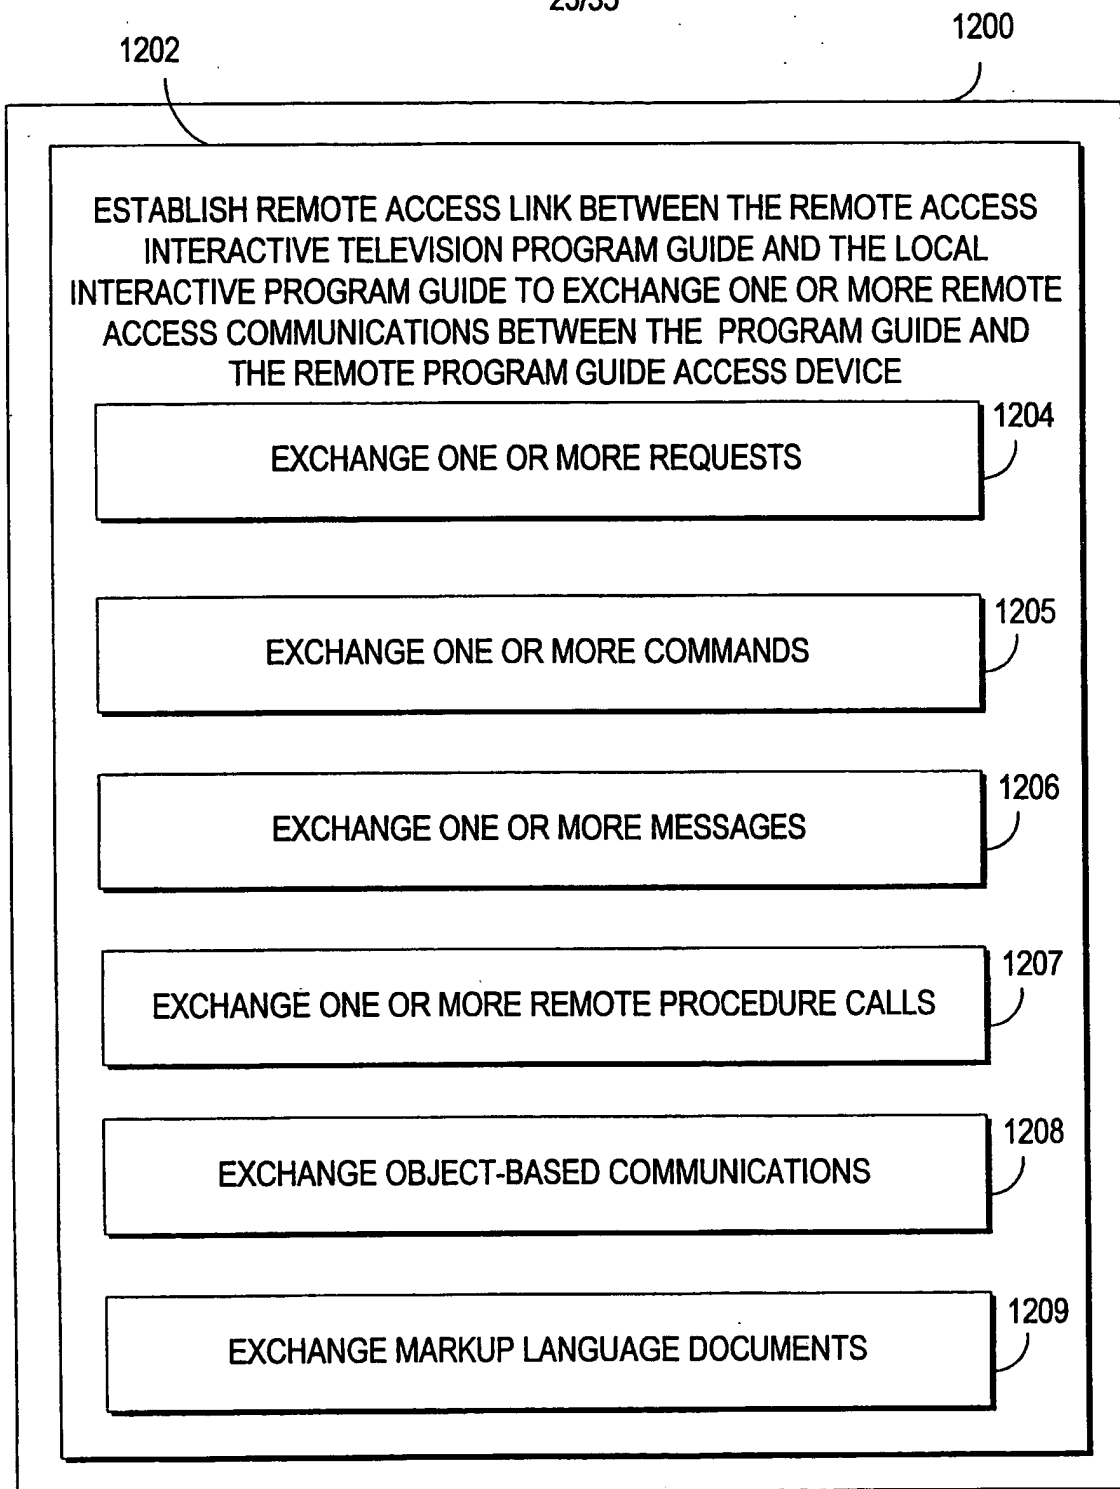 1200
1202
ESTABLISH REMOTE ACCESS LINK BETWEEN THE REMOTE ACCESS
INTERACTIVE TELEVISION PROGRAM GUIDE AND THE LOCAL
INTERACTIVE PROGRAM GUIDE TO EXCHANGE ONE OR MORE REMOTE
ACCESS COMMUNICATIONS BETWEEN THE PROGRAM GUIDE AND
THE REMOTE PROGRAM GUIDE ACCESS DEVICE
1204
EXCHANGE ONE OR MORE REQUESTS
1205
EXCHANGE ONE OR MORE COMMANDS
1206
EXCHANGE ONE OR MORE MESSAGES
1207
EXCHANGE ONE OR MORE REMOTE PROCEDURE CALLS
1208
EXCHANGE OBJECT-BASED COMMUNICATIONS
1209
EXCHANGE MARKUP LANGUAGE DOCUMENTS